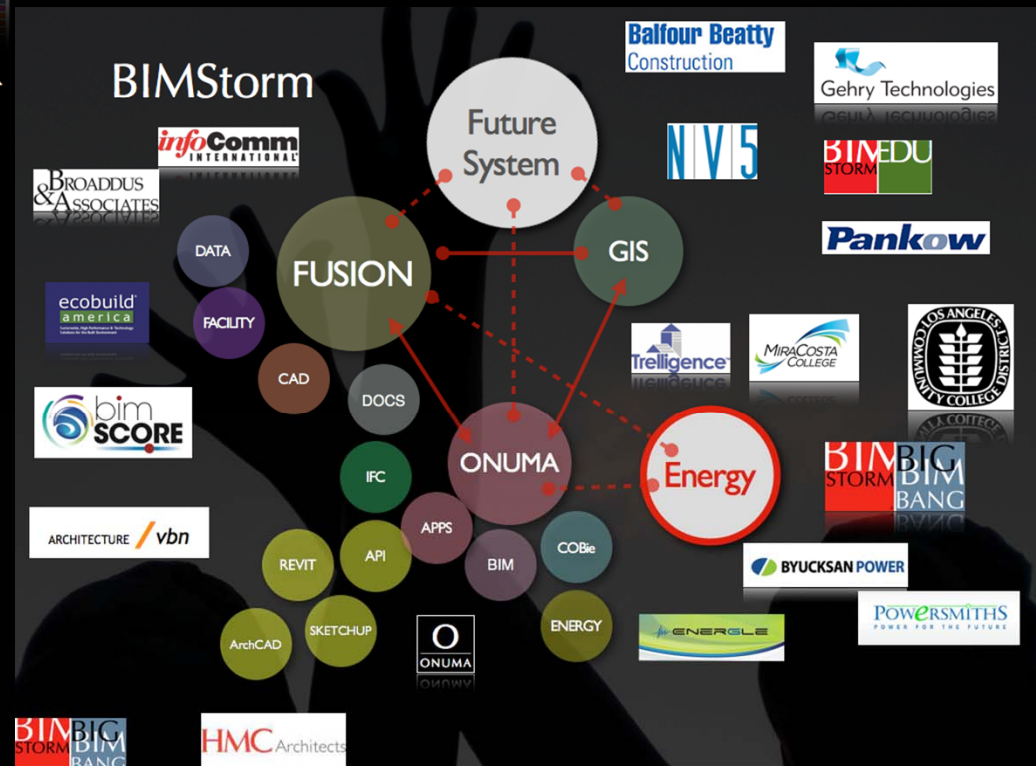 BIMStorm
Balfour Beatty
Construction
Gehry Technologies
infoComm
INTERNATIONAL
Future
System
N V 5
BIMEDU
STORM
BROADDUS
& ASSOCIATES
DATA
FUSION
GIS
Pankow
ecobuild
america
FACILITY
CAD
DOCS
Trelligence
MIRACOSTA
COLLEGE
LOS ANGELES
COMMUNITY COLLEGE DISTRICT
bim
SCORE
ONUMA
Energy
IFC
BIM
STORM
BIG
BIM
BANG
ARCHITECTURE / vbn
APPS
API
REVIT
BIM
COBie
BYUCKSAN POWER
ArchCAD
SKETCHUP
ENERGY
O
ONUMA
ENERGLE
POWERSMITHS
POWER FOR THE FUTURE
BIM
STORM
BIG
BIM
BANG
HMC Architects